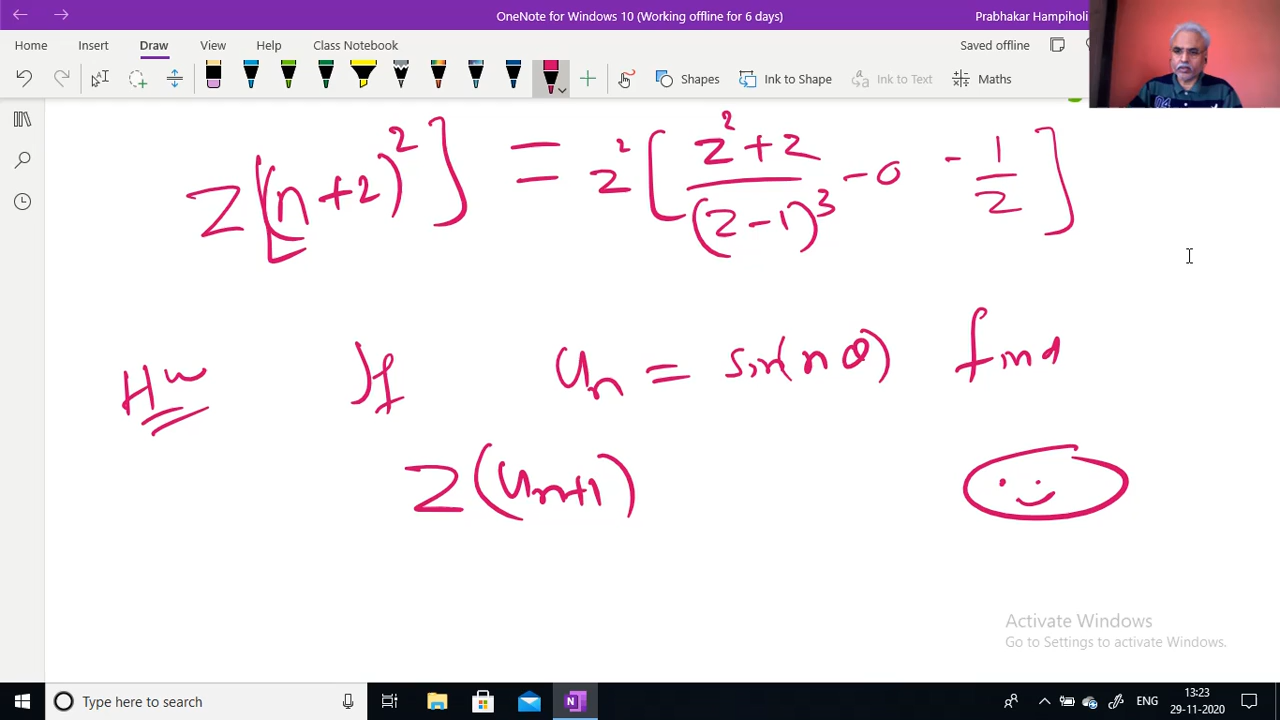 OneNote for Windows 10 (Working offline for 6 days)
Prabhakar Hampiholi
Home Insert Draw View Help Class Notebook Saved offline
Shapes Ink to Shape Ink to Text Maths
Z[(n+2)²] = z² [ (z²+z)/(z-1)³ - 0 - 1/z ]
Hw If uₙ = sin(nθ) find
Z(uₙ₊₁)
Activate Windows
Go to Settings to activate Windows.
Type here to search
ENG
13:23
29-11-2020